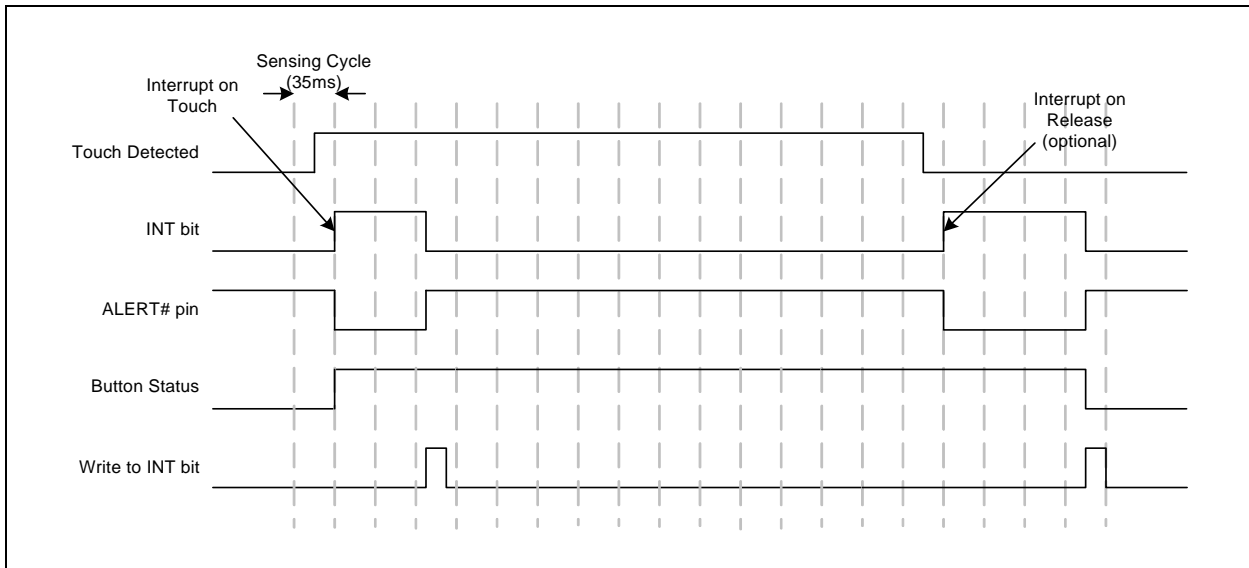 Sensing Cycle
(35ms)
Interrupt on
Touch
Interrupt on
Release
(optional)
Touch Detected
INT bit
ALERT# pin
Button Status
Write to INT bit